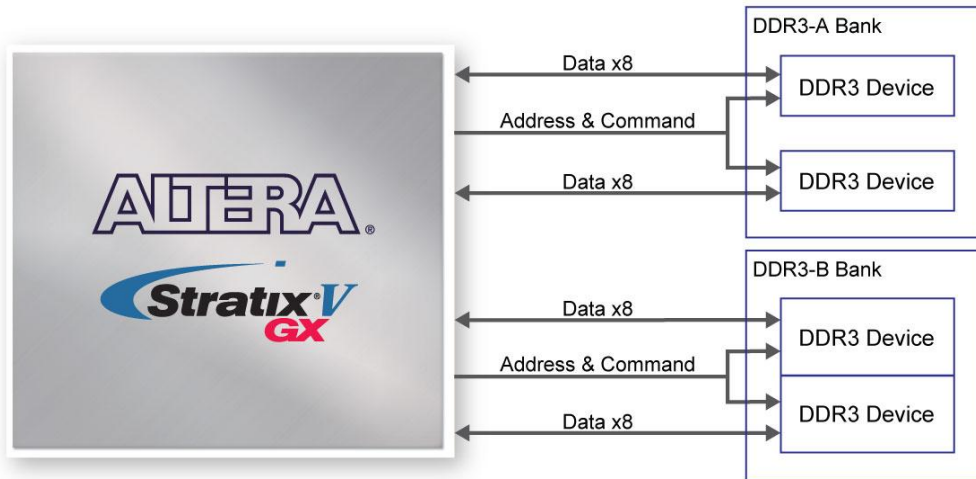 ALTERA®
Stratix® V
GX
Data x8
Address & Command
Data x8
DDR3-A Bank
DDR3 Device
DDR3 Device
Data x8
Address & Command
Data x8
DDR3-B Bank
DDR3 Device
DDR3 Device